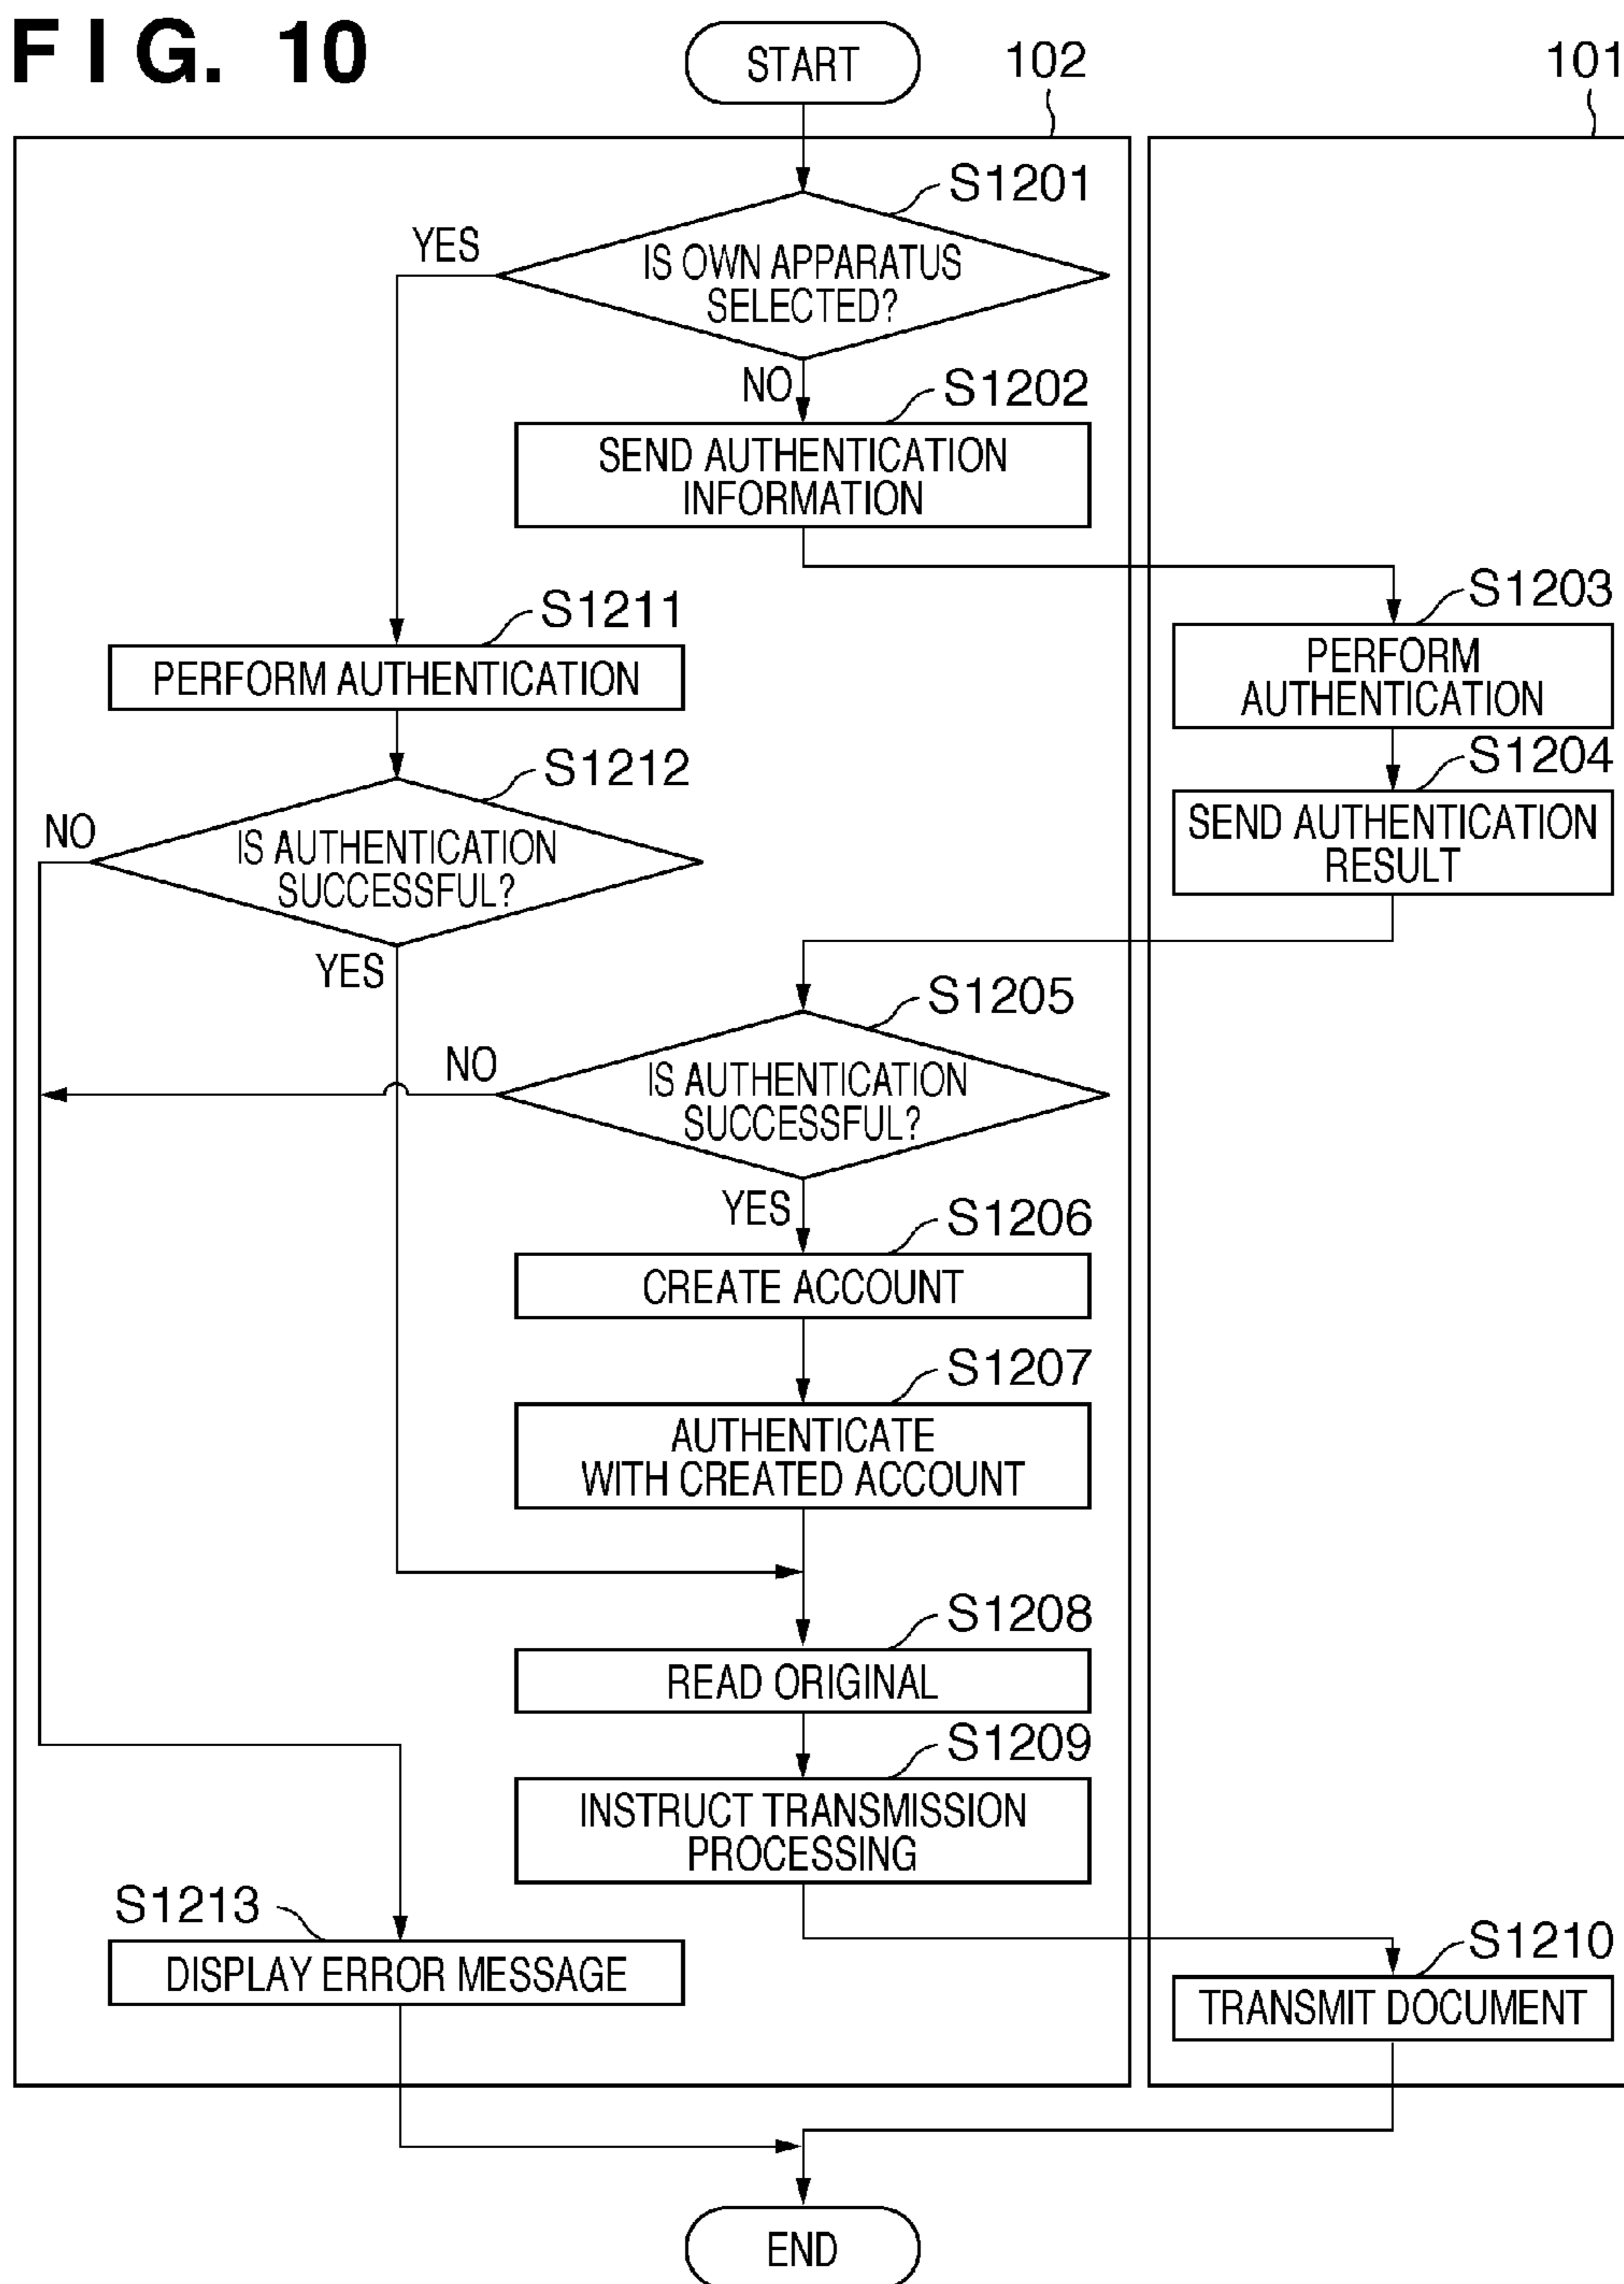 FIG. 10
START
102
101
S1201
YES
IS OWN APPARATUS
SELECTED?
NO
S1202
SEND AUTHENTICATION
INFORMATION
S1203
PERFORM
AUTHENTICATION
S1211
PERFORM AUTHENTICATION
S1204
SEND AUTHENTICATION
RESULT
S1212
NO
IS AUTHENTICATION
SUCCESSFUL?
YES
S1205
NO
IS AUTHENTICATION
SUCCESSFUL?
YES
S1206
CREATE ACCOUNT
S1207
AUTHENTICATE
WITH CREATED ACCOUNT
S1208
READ ORIGINAL
S1209
INSTRUCT TRANSMISSION
PROCESSING
S1213
DISPLAY ERROR MESSAGE
S1210
TRANSMIT DOCUMENT
END